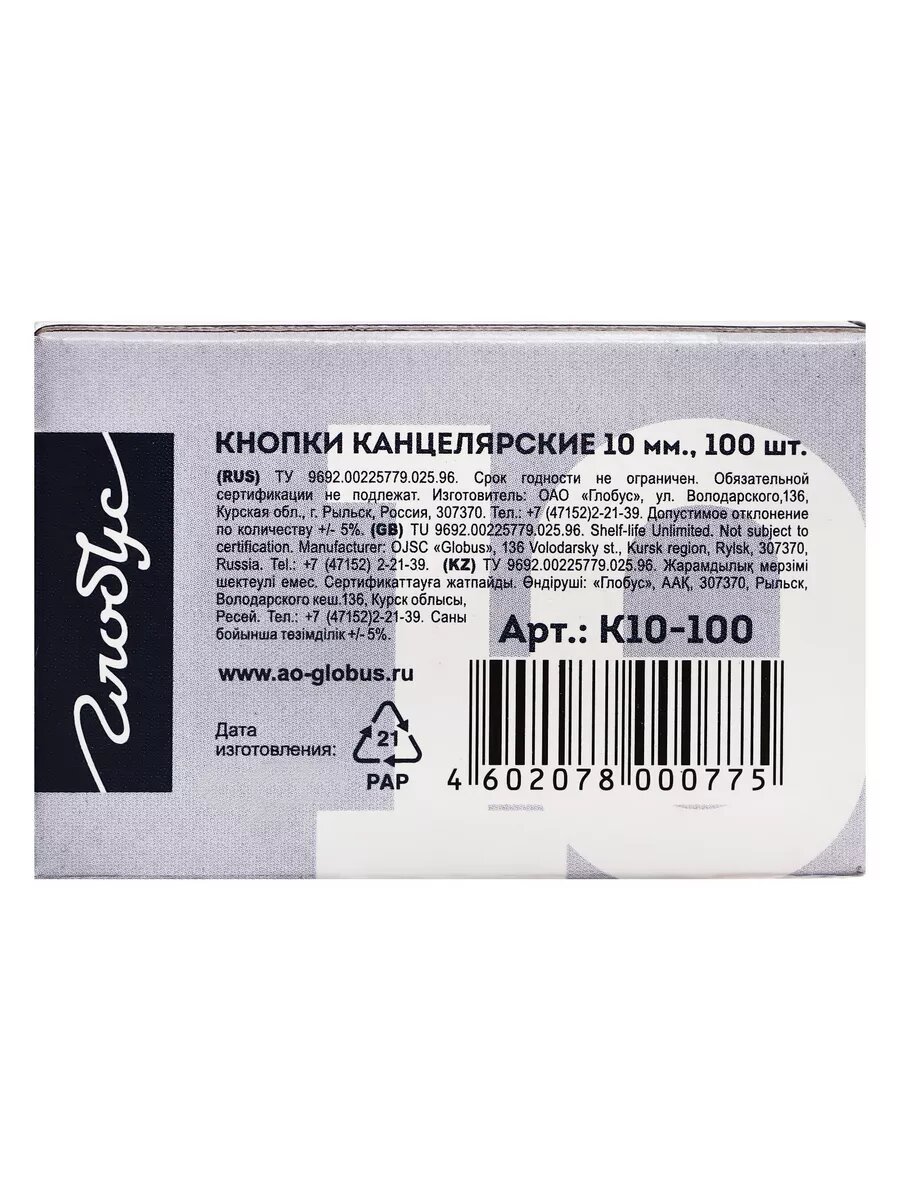 КНОПКИ КАНЦЕЛЯРСКИЕ 10 мм., 100 шт.
(RUS) ТУ 9692.00225779.025.96. Срок годности не ограничен. Обязательной
сертификации не подлежат. Изготовитель: ОАО «Глобус», ул. Володарского,136,
Курская обл., г. Рыльск, Россия, 307370. Тел.: +7 (47152)2-21-39. Допустимое отклонение
по количеству +/- 5%. (GB) TU 9692.00225779.025.96. Shelf-life Unlimited. Not subject to
certification. Manufacturer: OJSC «Globus», 136 Volodarsky st., Kursk region, Rylsk, 307370,
Russia. Tel.: +7 (47152) 2-21-39. (KZ) ТУ 9692.00225779.025.96. Жарамдылық мерзімі
шектеулі емес. Сертификаттауға жатпайды. Өндіруші: «Глобус», ААҚ, 307370, Рыльск,
Володарского кеш.136, Курск облысы,
Ресей. Тел.: +7 (47152)2-21-39. Саны
бойынша төзімділік +/- 5%.
Арт.: К10-100
www.ao-globus.ru
Дата
изготовления:
21
PAP
4 602078 000775
Глобус
10